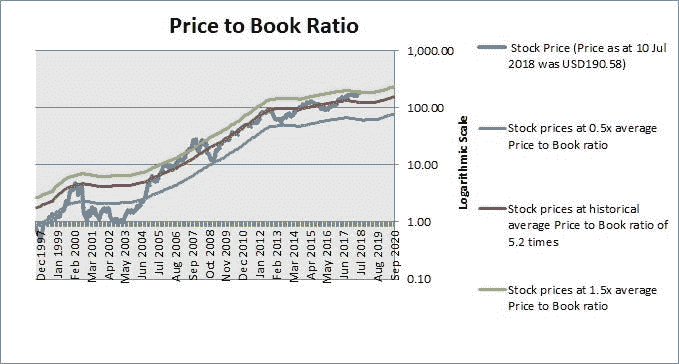 Price to Book Ratio
1,000.00
100.00
10.00
1.00
0.10
Logarithmic Scale
Dec 1997
Jan 1999
Feb 2000
Mar 2001
Apr 2002
May 2003
Jun 2004
Jul 2005
Aug 2006
Sep 2007
Oct 2008
Nov 2009
Dec 2010
Jan 2012
Feb 2013
Mar 2014
Apr 2015
May 2016
Jun 2017
Jul 2018
Aug 2019
Sep 2020
Stock Price (Price as at 10 Jul
2018 was USD190.58)
Stock prices at 0.5x average
Price to Book ratio
Stock prices at historical
average Price to Book ratio of
5.2 times
Stock prices at 1.5x average
Price to Book ratio